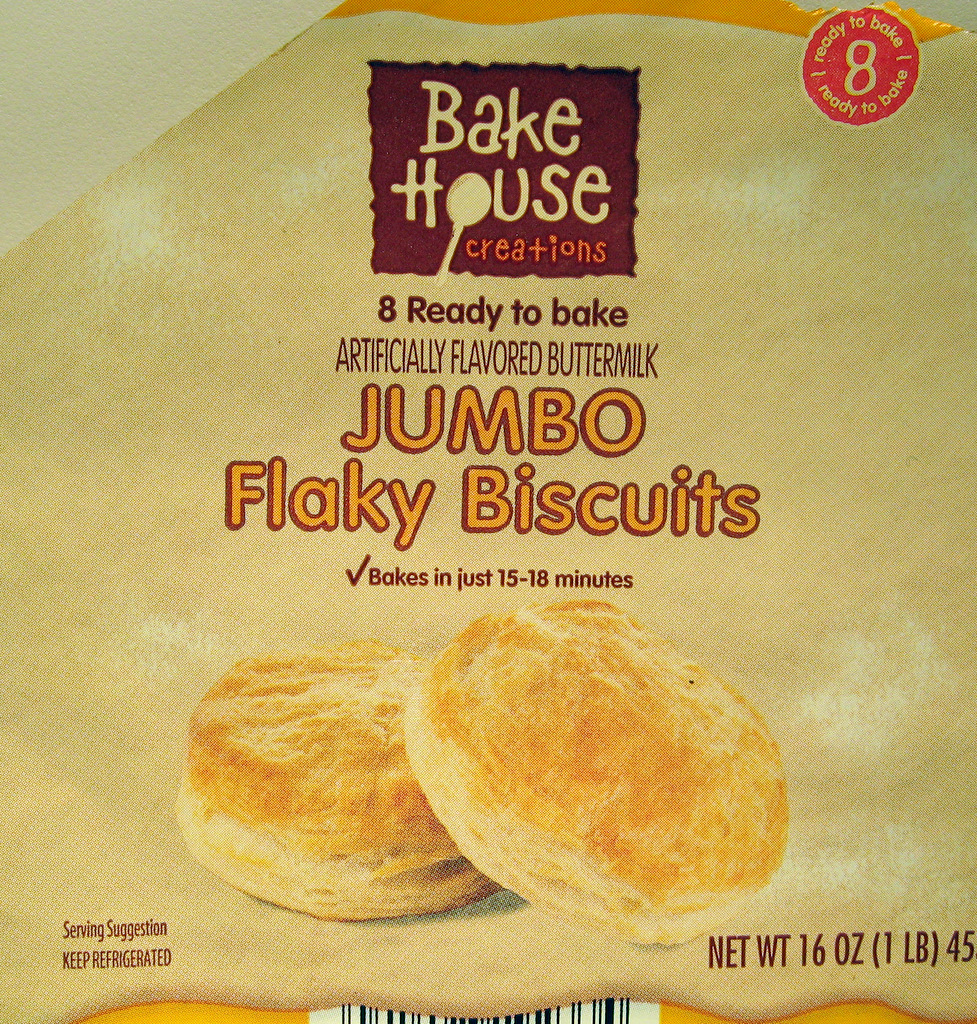 ready to bake
8
ready to bake
Bake
House
creations
8 Ready to bake
ARTIFICIALLY FLAVORED BUTTERMILK
JUMBO
Flaky Biscuits
✓Bakes in just 15-18 minutes
Serving Suggestion
KEEP REFRIGERATED
NET WT 16 OZ (1 LB) 45